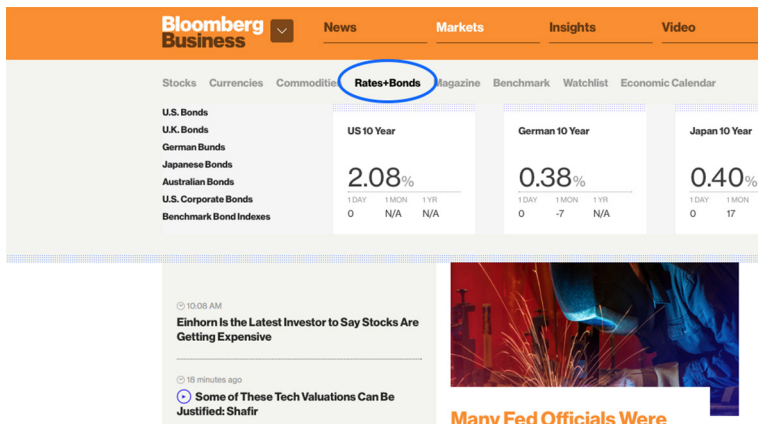 Bloomberg
Business
News Markets Insights Video
Stocks Currencies Commodities Rates+Bonds Magazine Benchmark Watchlist Economic Calendar
U.S. Bonds
U.K. Bonds
German Bunds
Japanese Bonds
Australian Bonds
U.S. Corporate Bonds
Benchmark Bond Indexes
US 10 Year
2.08%
1 DAY 1 MON 1 YR
0 N/A N/A
German 10 Year
0.38%
1 DAY 1 MON 1 YR
0 -7 N/A
Japan 10 Year
0.40%
1 DAY 1 MON
0 17
10:08 AM
Einhorn Is the Latest Investor to Say Stocks Are
Getting Expensive
18 minutes ago
Some of These Tech Valuations Can Be
Justified: Shafir
Many Fed Officials Were